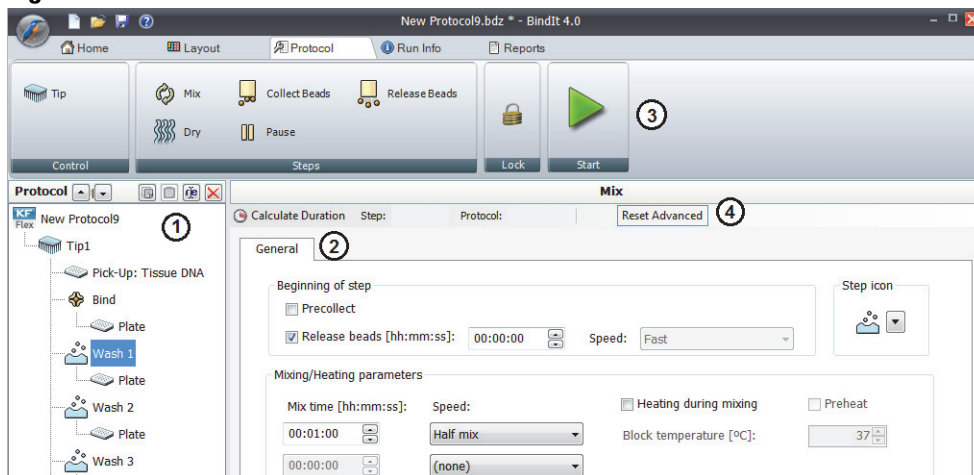 New Protocol9.bdz * - BindIt 4.0
Home Layout Protocol Run Info Reports
Tip Mix Collect Beads Release Beads
Dry Pause
3
Control Steps Lock Start
Protocol
Mix
KF Flex New Protocol9
1
Calculate Duration Step: Protocol: Reset Advanced
4
Tip1
General
2
Pick-Up: Tissue DNA
Beginning of step
Step icon
Bind
Precollect
Plate
Release beads [hh:mm:ss]: 00:00:00 Speed: Fast
Wash 1
Plate
Mixing/Heating parameters
Wash 2
Mix time [hh:mm:ss]: Speed: Heating during mixing Preheat
Plate
00:01:00 Half mix Block temperature [ºC]: 37
Wash 3
00:00:00 (none)